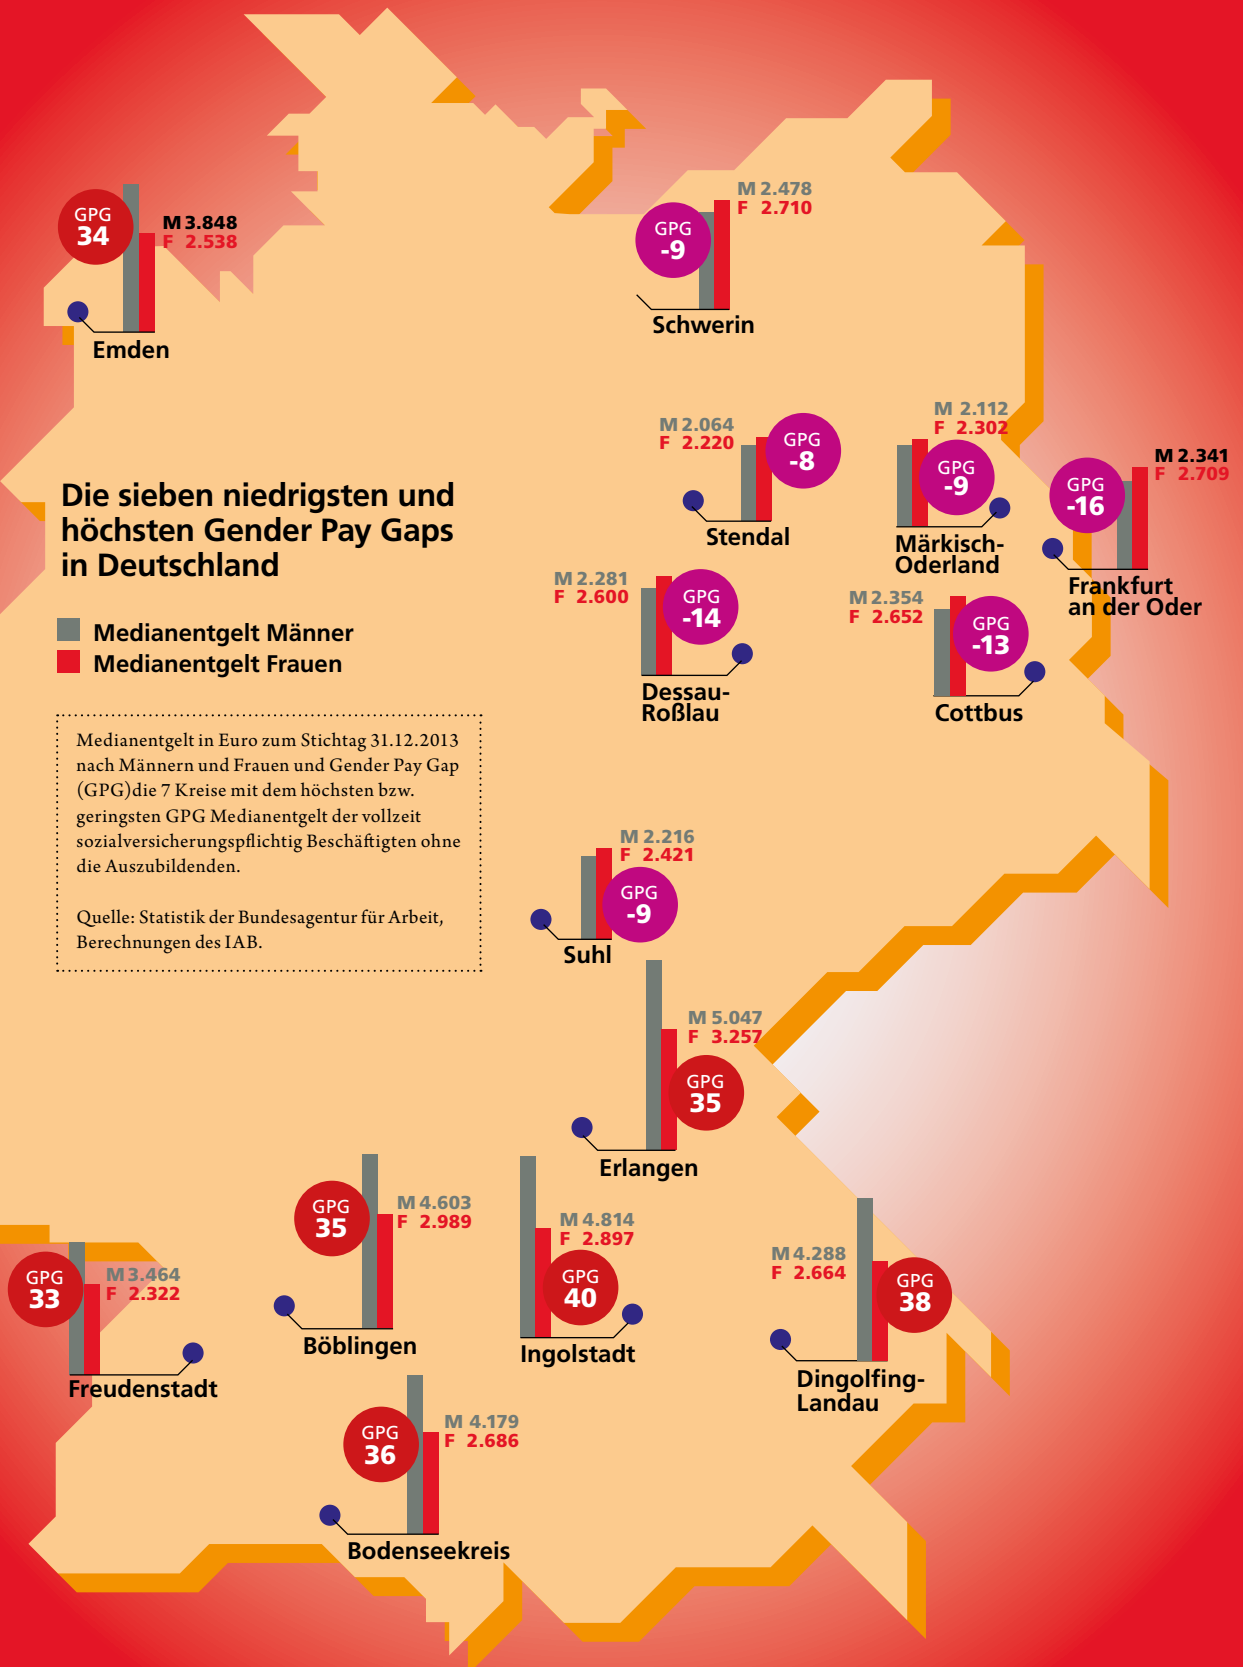 GPG
34
M 3.848
F 2.538
Emden
M 2.478
F 2.710
GPG
-9
Schwerin
M 2.064
F 2.220
GPG
-8
Stendal
M 2.112
F 2.302
GPG
-9
Märkisch-
Oderland
M 2.341
F 2.709
GPG
-16
Frankfurt
an der Oder
Die sieben niedrigsten und
höchsten Gender Pay Gaps
in Deutschland
Medianentgelt Männer
Medianentgelt Frauen
M 2.281
F 2.600
GPG
-14
Dessau-
Roßlau
M 2.354
F 2.652
GPG
-13
Cottbus
Medianentgelt in Euro zum Stichtag 31.12.2013
nach Männern und Frauen und Gender Pay Gap
(GPG)die 7 Kreise mit dem höchsten bzw.
geringsten GPG Medianentgelt der vollzeit
sozialversicherungspflichtig Beschäftigten ohne
die Auszubildenden.
Quelle: Statistik der Bundesagentur für Arbeit,
Berechnungen des IAB.
M 2.216
F 2.421
GPG
-9
Suhl
M 5.047
F 3.257
GPG
35
Erlangen
GPG
35
M 4.603
F 2.989
Böblingen
M 4.814
F 2.897
GPG
40
Ingolstadt
M 4.288
F 2.664
GPG
38
Dingolfing-
Landau
GPG
33
M 3.464
F 2.322
Freudenstadt
GPG
36
M 4.179
F 2.686
Bodenseekreis